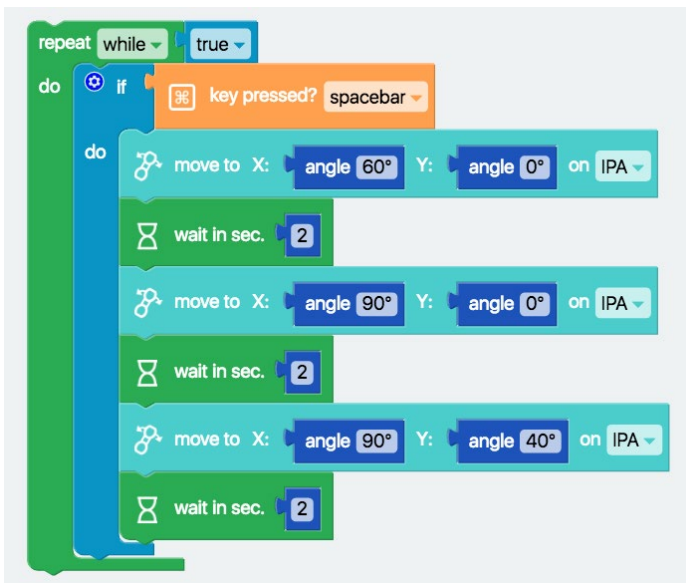 repeat while true
do if key pressed? spacebar
do move to X: angle 60° Y: angle 0° on IPA
wait in sec. 2
move to X: angle 90° Y: angle 0° on IPA
wait in sec. 2
move to X: angle 90° Y: angle 40° on IPA
wait in sec. 2